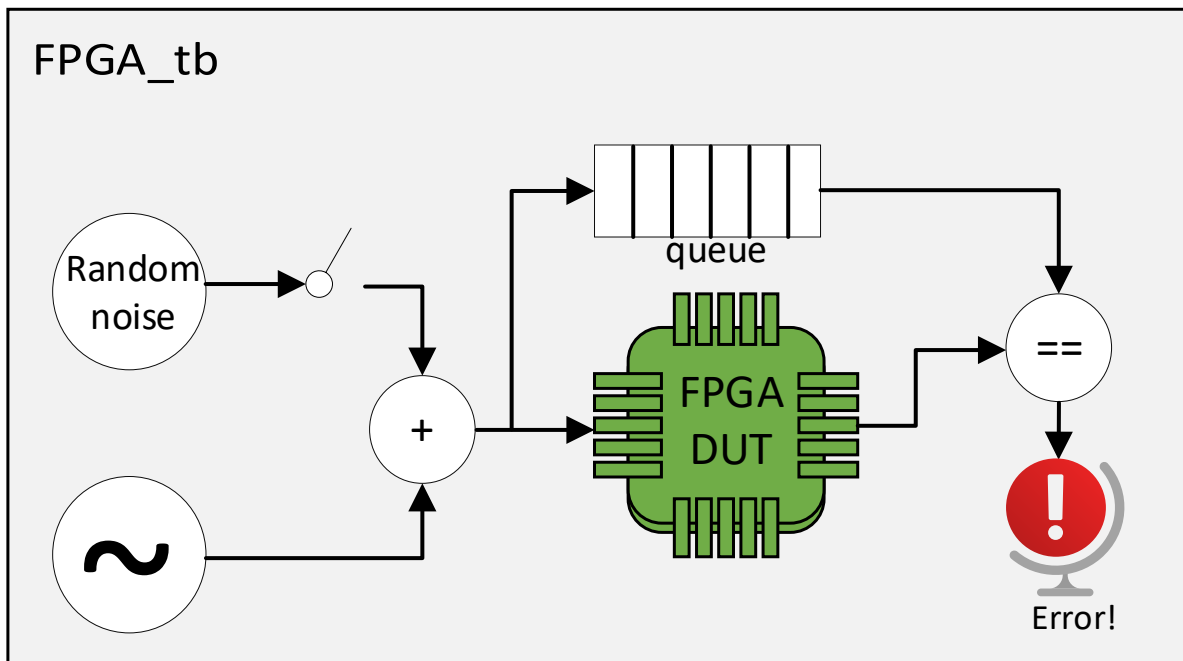 FPGA_tb
Random
noise
~
+
queue
FPGA
DUT
==
!
Error!